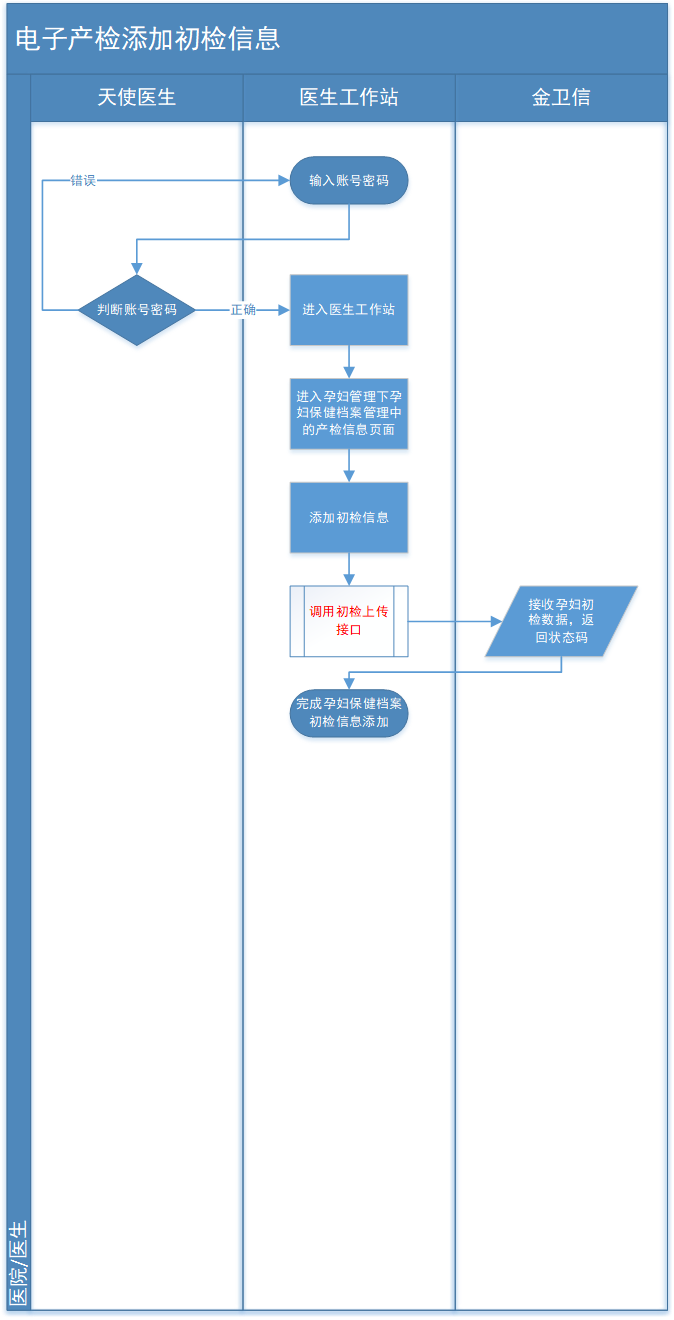 电子产检添加初检信息
天使医生
医生工作站
金卫信
错误
输入账号密码
判断账号密码
正确
进入医生工作站
进入孕妇管理下孕
妇保健档案管理中
的产检信息页面
添加初检信息
调用初检上传
接口
接收孕妇初
检数据，返
回状态码
完成孕妇保健档案
初检信息添加
医院/医生